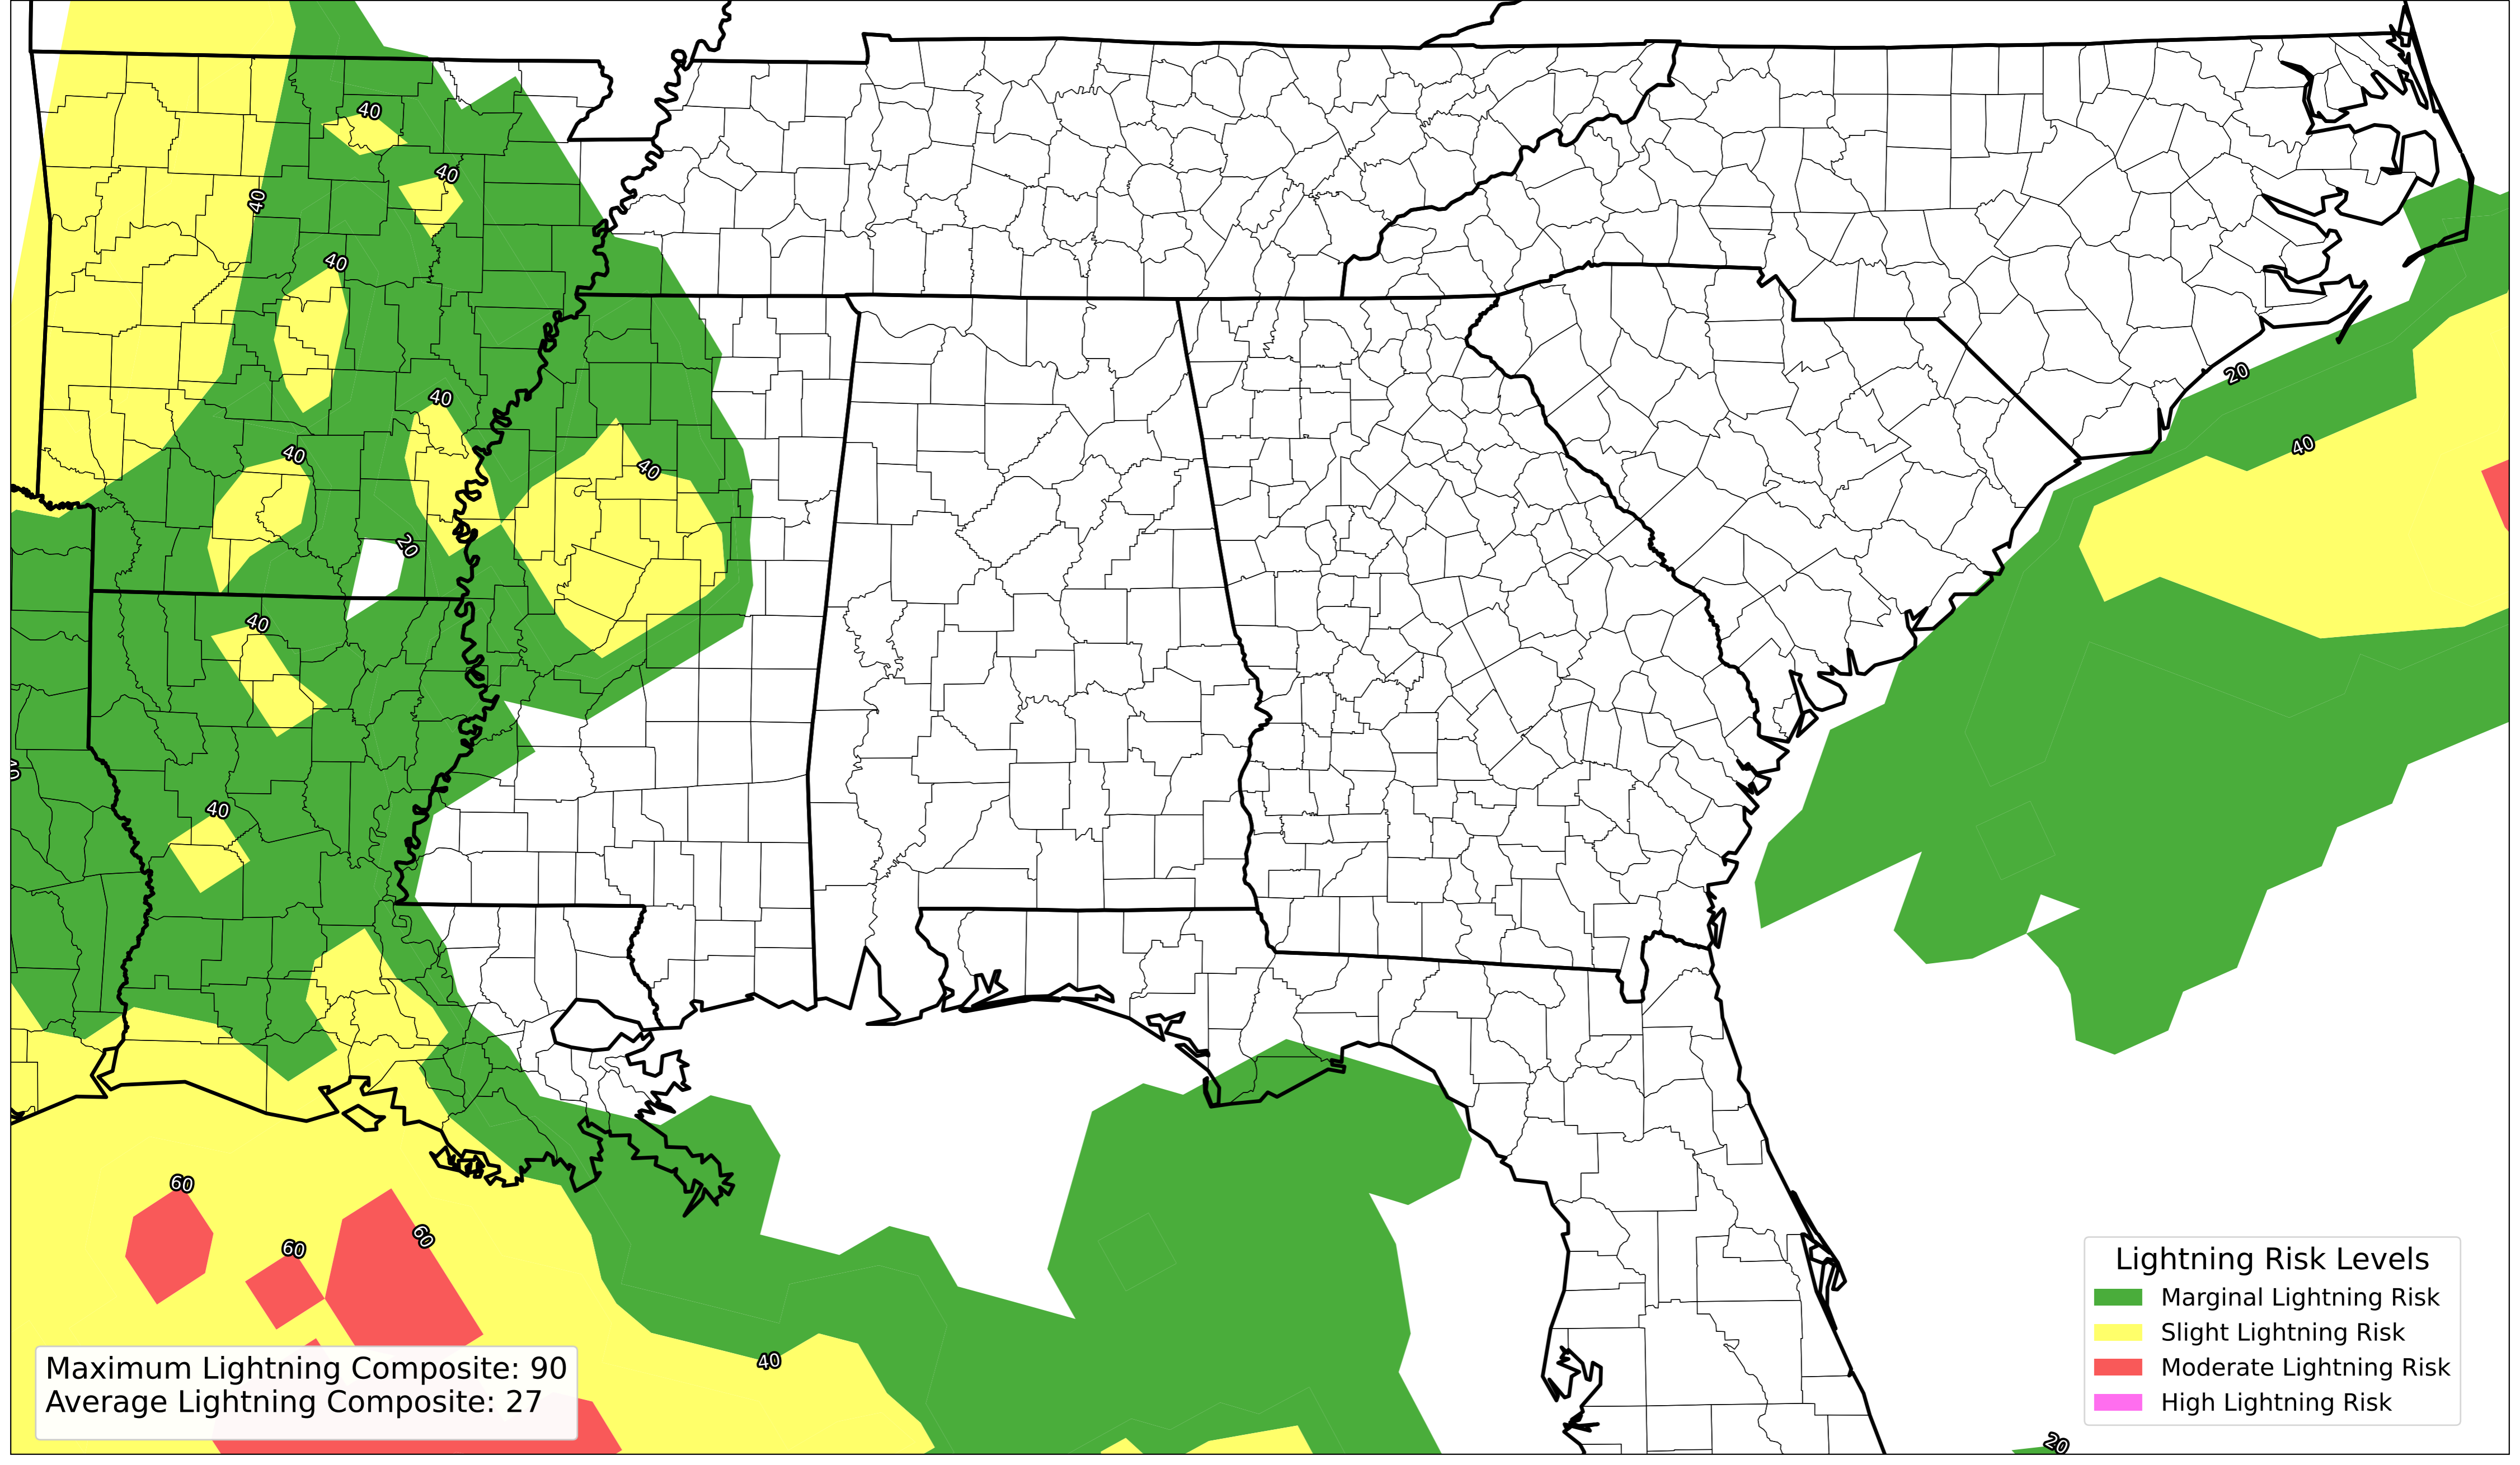 40
40
40
40
20
40
40
40
40
20
40
40
40
60
60
60
40
20
Lightning Risk Levels
Marginal Lightning Risk
Slight Lightning Risk
Moderate Lightning Risk
High Lightning Risk
Maximum Lightning Composite: 90
Average Lightning Composite: 27